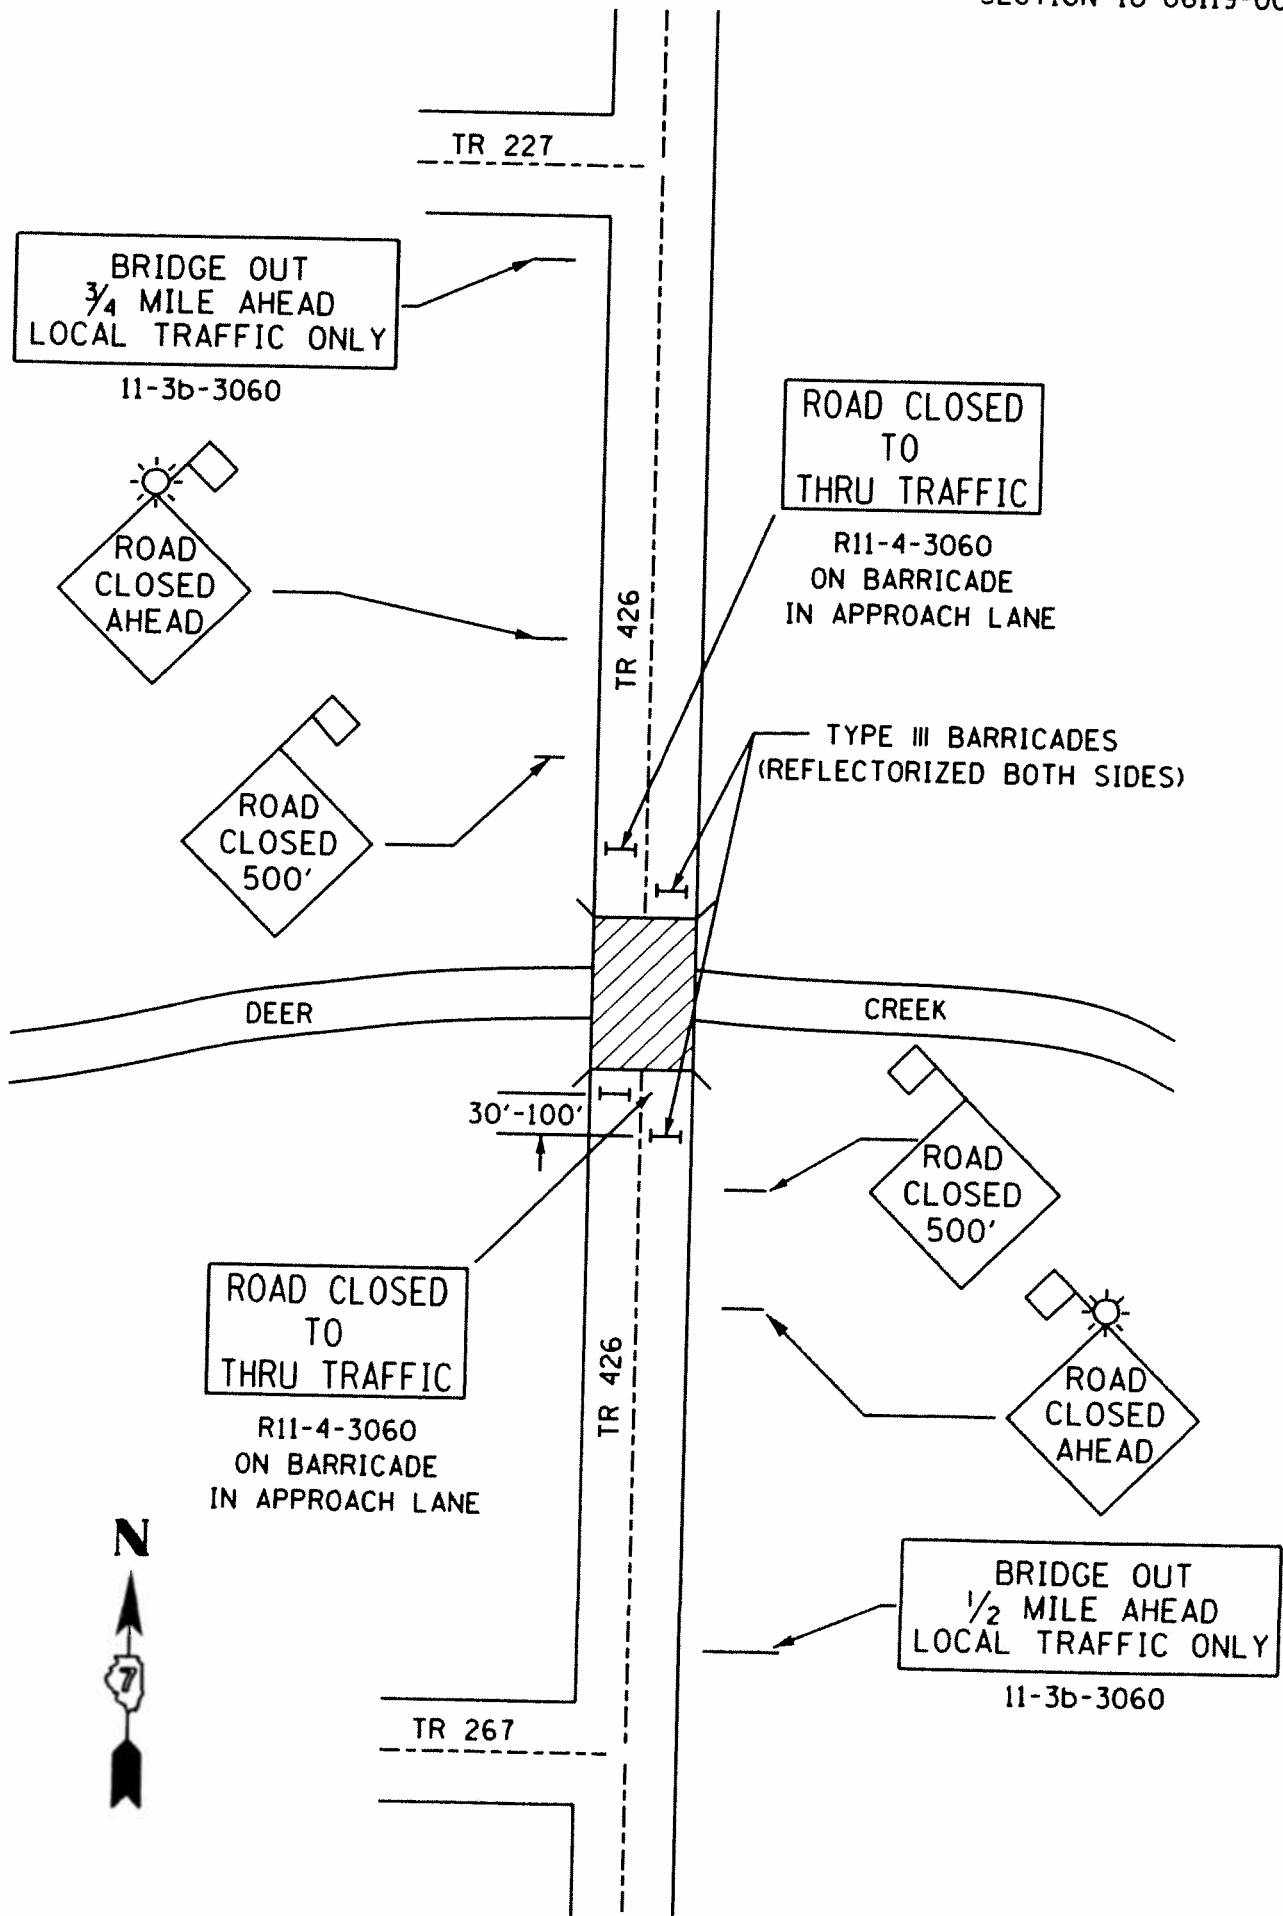 TR 227
BRIDGE OUT
3/4 MILE AHEAD
LOCAL TRAFFIC ONLY
11-3b-3060
ROAD CLOSED
TO
THRU TRAFFIC
R11-4-3060
ON BARRICADE
IN APPROACH LANE
ROAD
CLOSED
AHEAD
TR 426
TYPE III BARRICADES
(REFLECTORIZED BOTH SIDES)
ROAD
CLOSED
500'
DEER
CREEK
30'-100'
ROAD
CLOSED
500'
ROAD CLOSED
TO
THRU TRAFFIC
R11-4-3060
ON BARRICADE
IN APPROACH LANE
TR 426
ROAD
CLOSED
AHEAD
N
7
BRIDGE OUT
1/2 MILE AHEAD
LOCAL TRAFFIC ONLY
11-3b-3060
TR 267